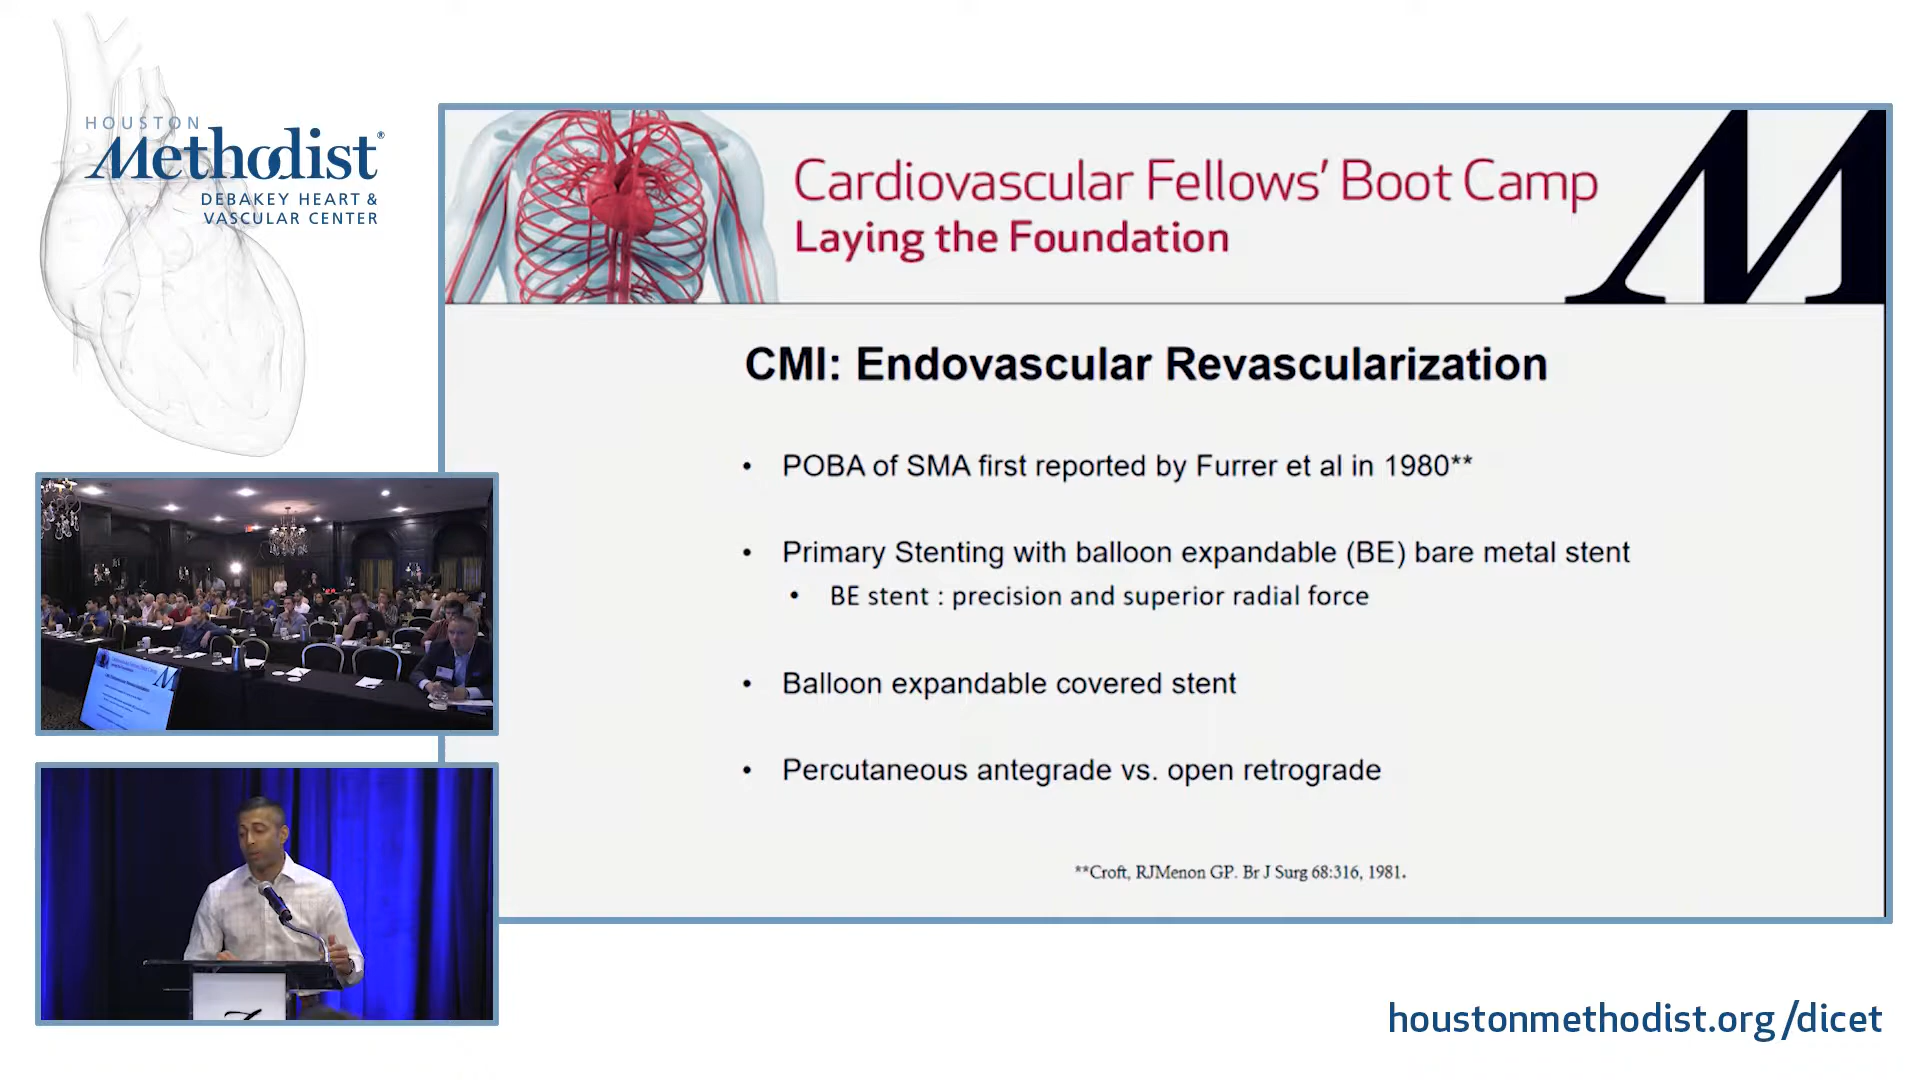 HOUSTON
Methodist®
DEBAKEY HEART &
VASCULAR CENTER
Cardiovascular Fellows’ Boot Camp
Laying the Foundation
M
CMI: Endovascular Revascularization
• POBA of SMA first reported by Furrer et al in 1980**
• Primary Stenting with balloon expandable (BE) bare metal stent
• BE stent : precision and superior radial force
• Balloon expandable covered stent
• Percutaneous antegrade vs. open retrograde
**Croft, RJMenon GP. Br J Surg 68:316, 1981.
houstonmethodist.org/dicet